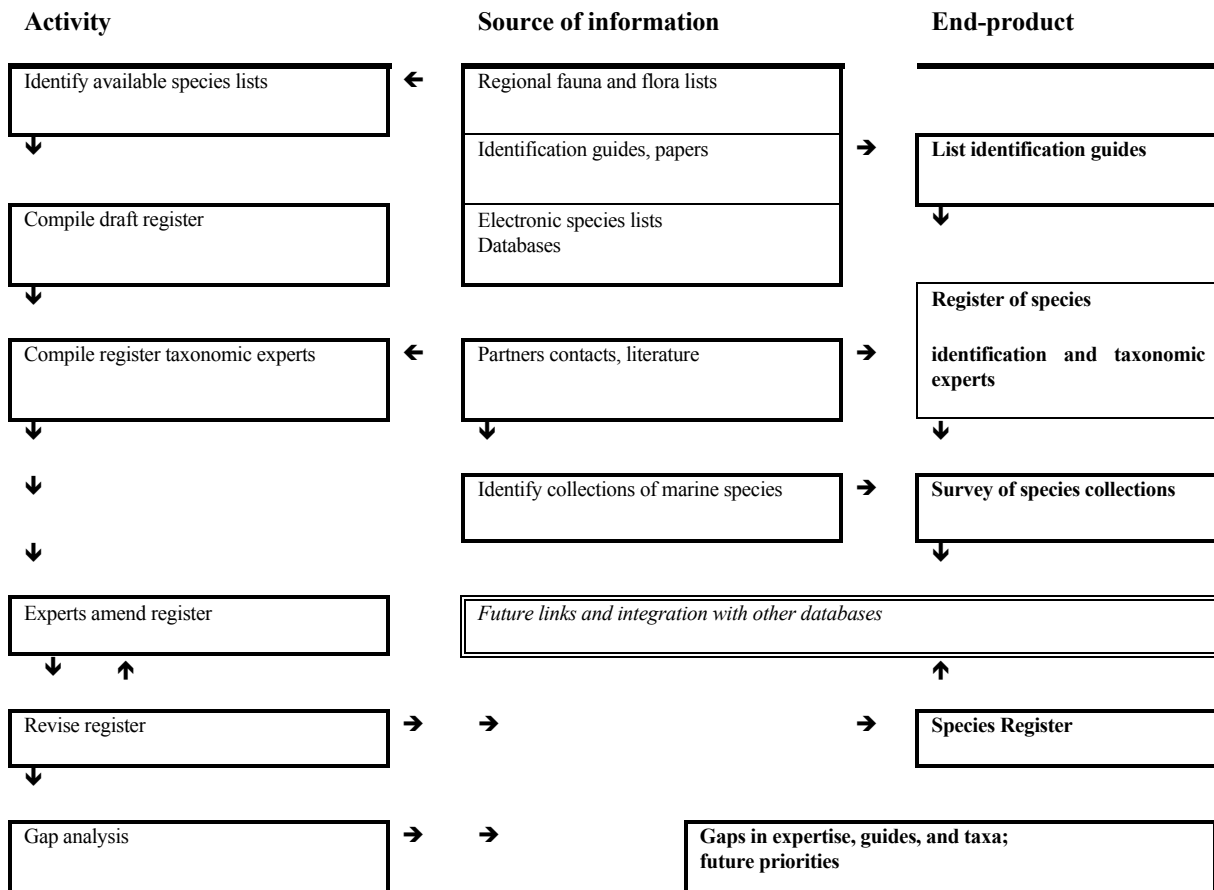 Activity
Source of information
End-product
Identify available species lists
←
Regional fauna and flora lists
↓
Identification guides, papers
→
List identification guides
Compile draft register
Electronic species lists
Databases
↓
↓
Register of species
identification and taxonomic
experts
Compile register taxonomic experts
←
Partners contacts, literature
→
↓
↓
↓
↓
Identify collections of marine species
→
Survey of species collections
↓
↓
Experts amend register
Future links and integration with other databases
↓ ↑
↑
Revise register
→ →
→
Species Register
↓
Gap analysis
→ →
Gaps in expertise, guides, and taxa;
future priorities